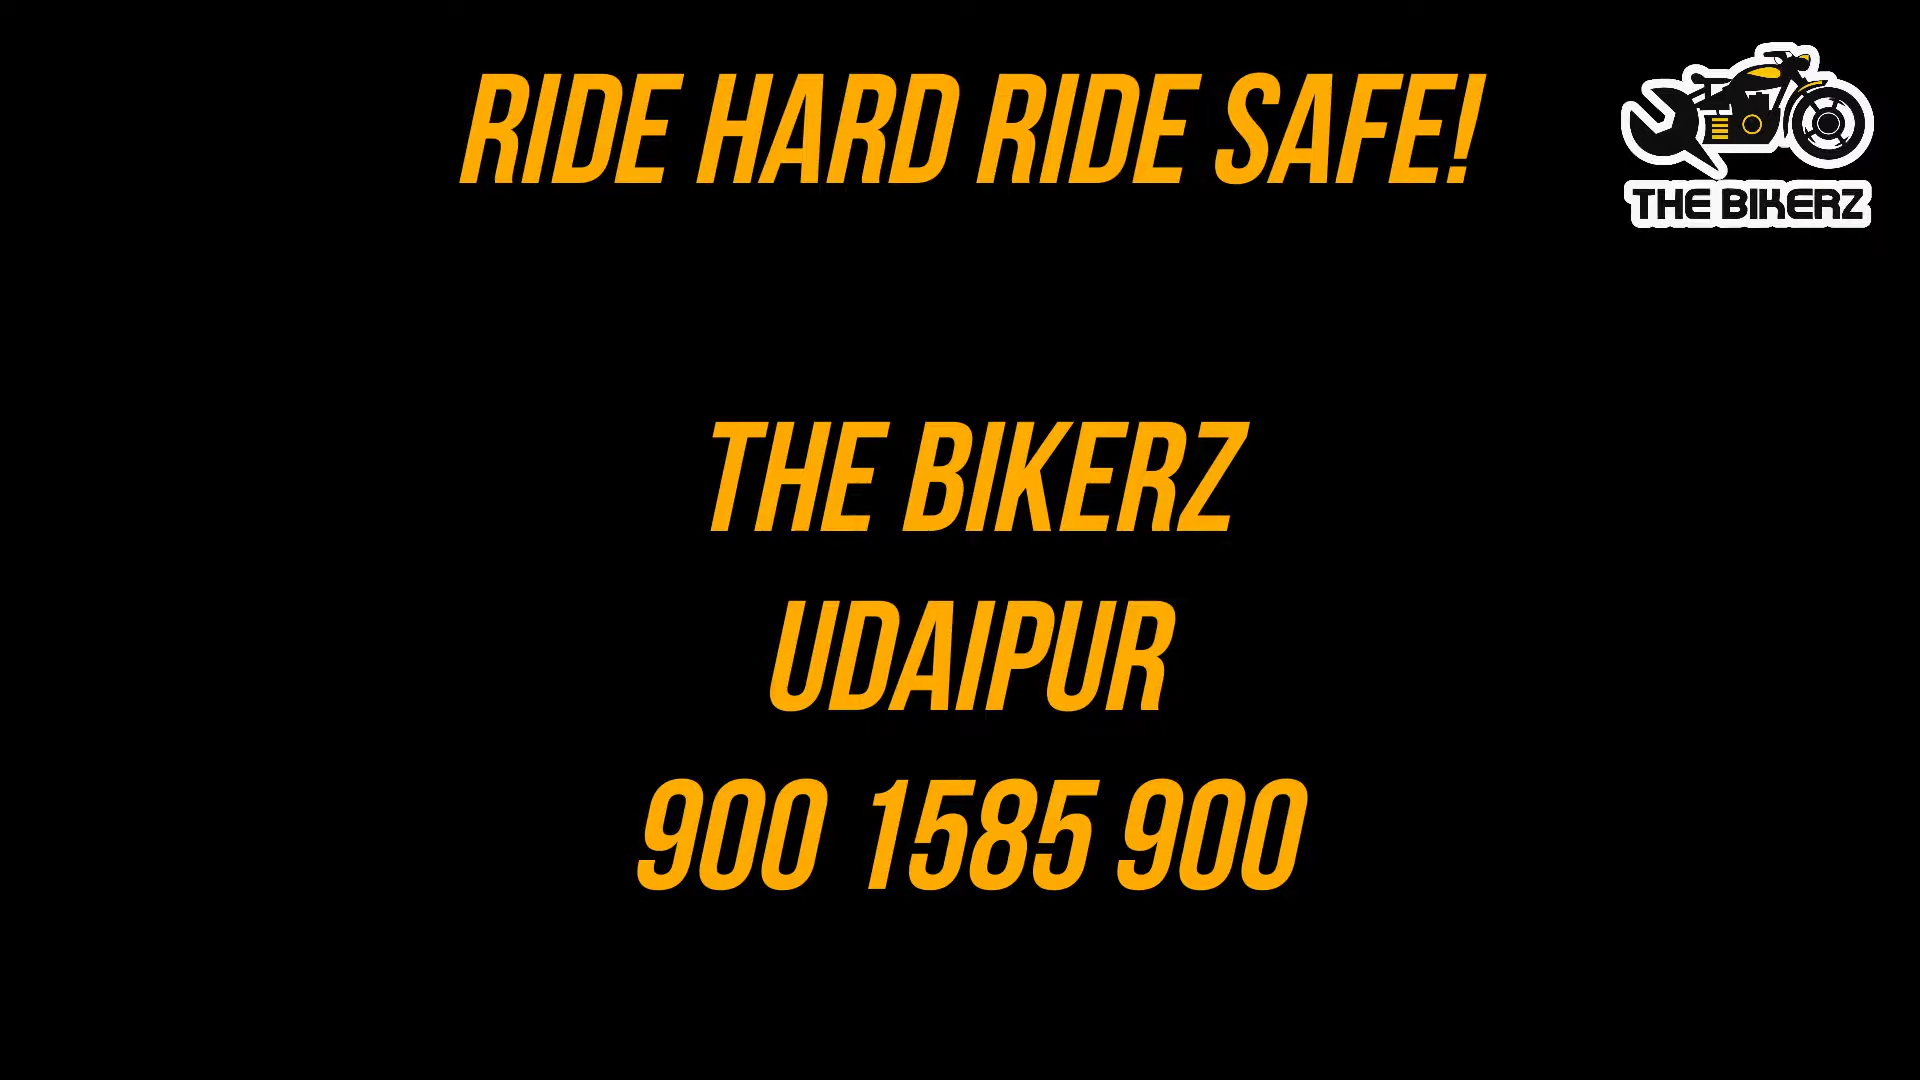 RIDE HARD RIDE SAFE!
THE BIKERZ
THE BIKERZ
UDAIPUR
900 1585 900